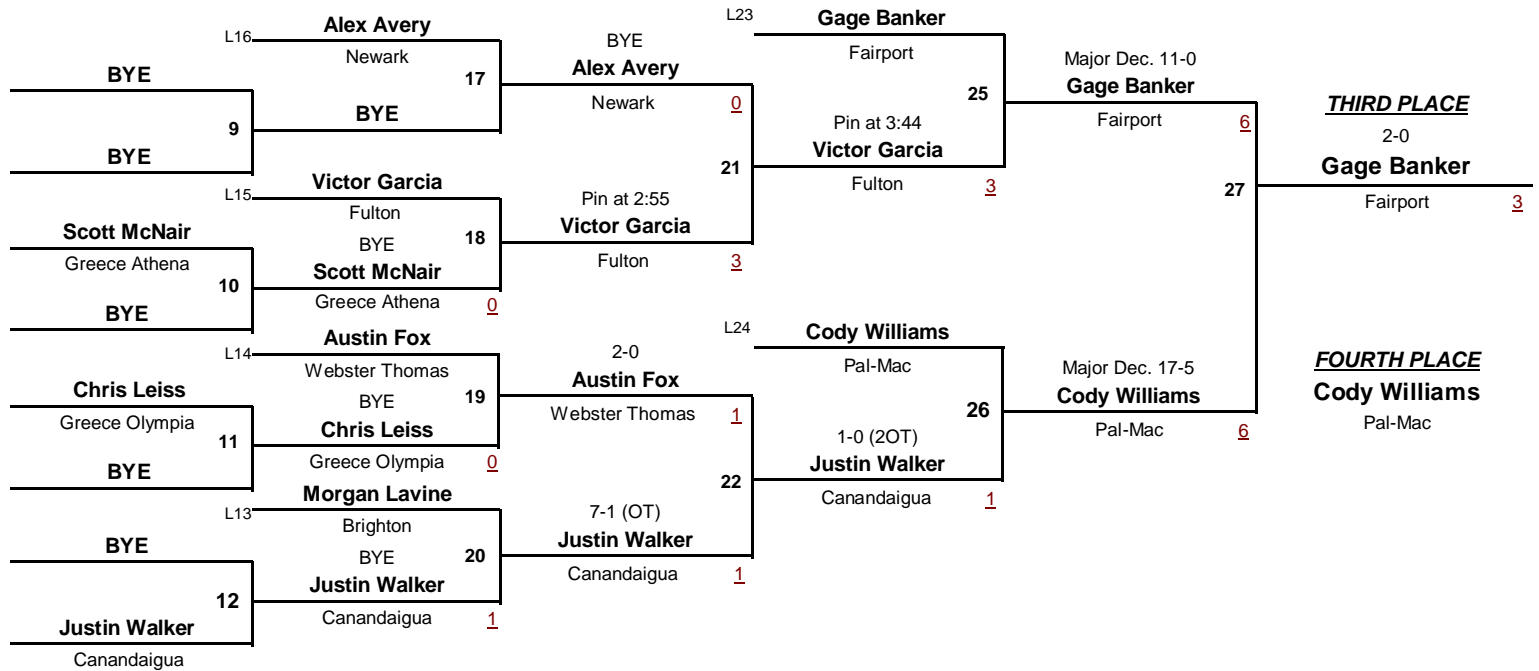 L16
Alex Avery
Newark
BYE
9
BYE
17
BYE
BYE
Alex Avery
Newark
0
L15
Victor Garcia
Fulton
Scott McNair
Greece Athena
10
BYE
BYE
Scott McNair
Greece Athena
0
18
Pin at 2:55
Victor Garcia
Fulton
3
21
L23
Gage Banker
Fairport
25
Pin at 3:44
Victor Garcia
Fulton
3
Major Dec. 11-0
Gage Banker
Fairport
6
L14
Austin Fox
Webster Thomas
Chris Leiss
Greece Olympia
11
BYE
BYE
Chris Leiss
Greece Olympia
0
19
2-0
Austin Fox
Webster Thomas
1
L13
Morgan Lavine
Brighton
BYE
12
Justin Walker
Canandaigua
BYE
Justin Walker
Canandaigua
1
20
7-1 (OT)
Justin Walker
Canandaigua
1
22
L24
Cody Williams
Pal-Mac
26
1-0 (2OT)
Justin Walker
Canandaigua
1
Major Dec. 17-5
Cody Williams
Pal-Mac
6
27
THIRD PLACE
2-0
Gage Banker
Fairport
3
FOURTH PLACE
Cody Williams
Pal-Mac